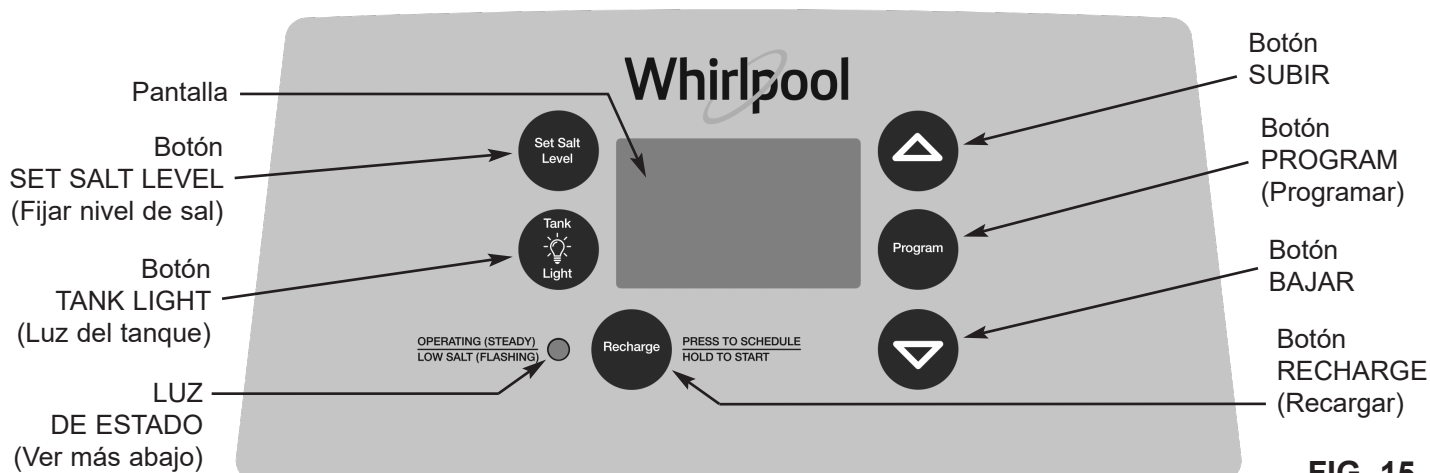 Pantalla
Botón
SET SALT LEVEL
(Fijar nivel de sal)
Botón
TANK LIGHT
(Luz del tanque)
LUZ
DE ESTADO
(Ver más abajo)
Whirlpool
Set Salt
Level
Tank
Light
OPERATING (STEADY)
LOW SALT (FLASHING)
Recharge
PRESS TO SCHEDULE
HOLD TO START
Program
Botón
SUBIR
Botón
PROGRAM
(Programar)
Botón
BAJAR
Botón
RECHARGE
(Recargar)
FIG. 15